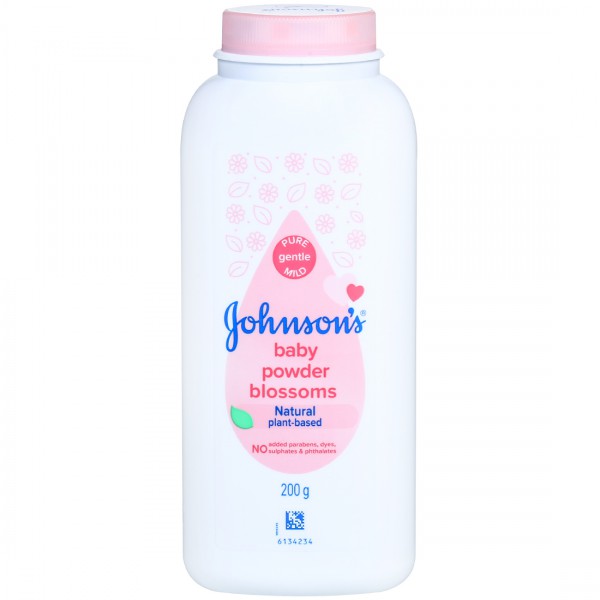 PURE
gentle
MILD
Johnson's®
baby
powder
blossoms
Natural
plant-based
NO added parabens, dyes,
sulphates & phthalates
200 g
6134234